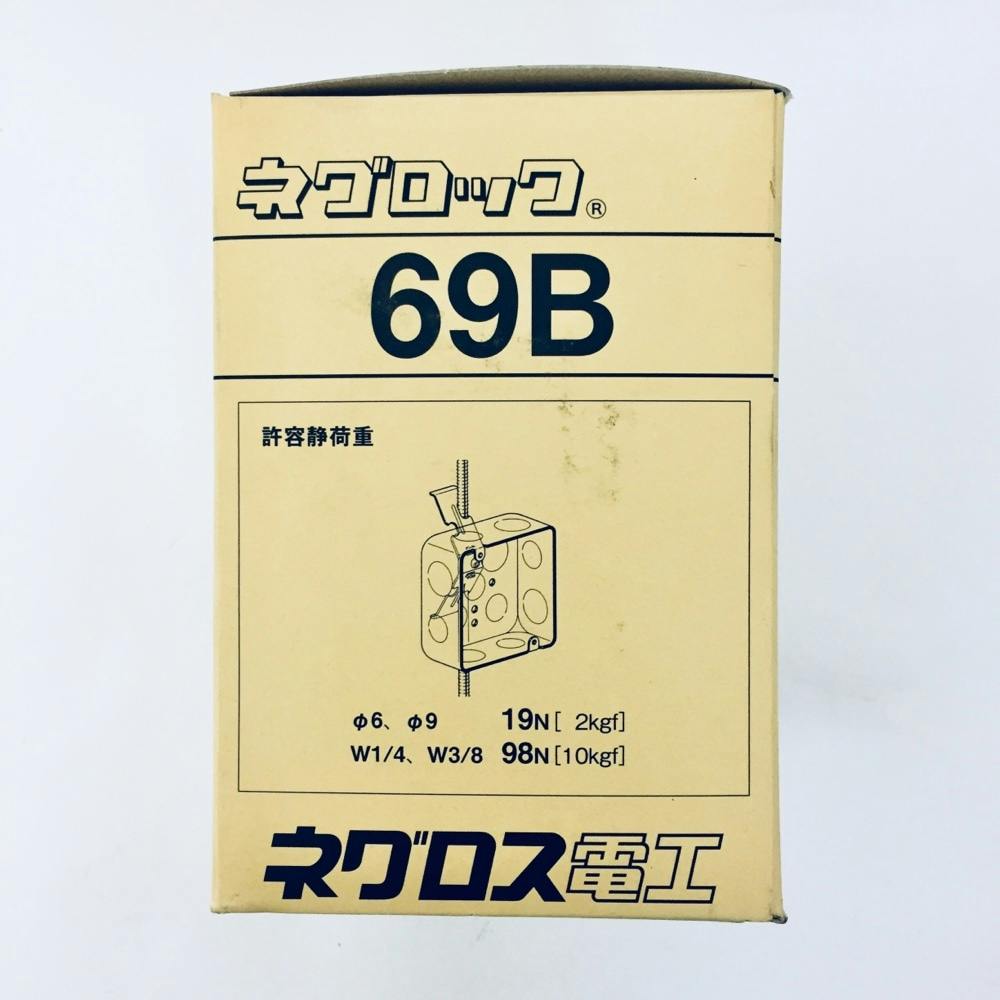 ネグロック®
69B
許容静荷重
φ6、φ9 19N[ 2kgf]
W1/4、W3/8 98N[10kgf]
ネグロス電工